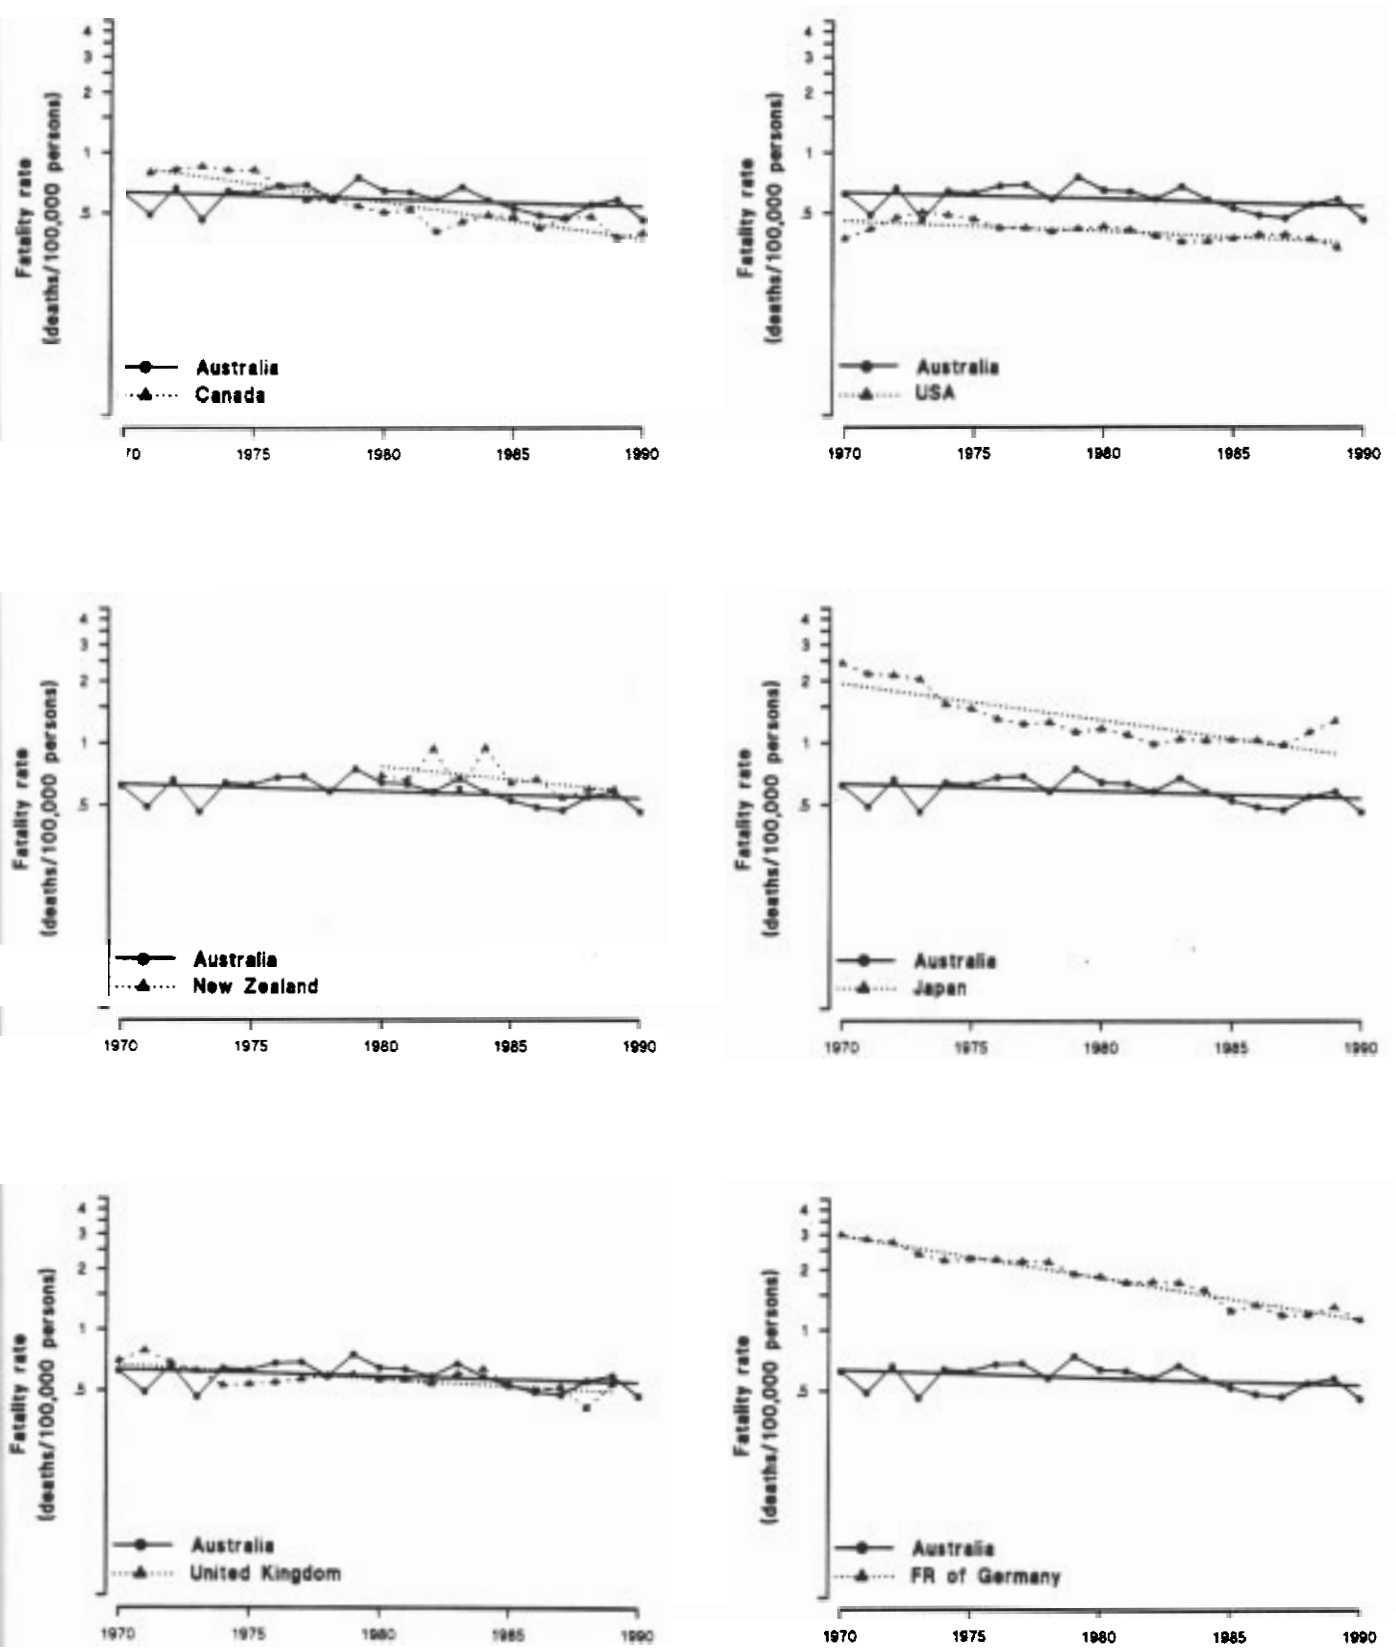 4
3
2
1
.5
Fatality rate
(deaths/100,000 persons)
Australia
Canada
70 1975 1980 1985 1990
4
3
2
1
.5
Fatality rate
(deaths/100,000 persons)
Australia
USA
1970 1975 1980 1985 1990
4
3
2
1
.5
Fatality rate
(deaths/100,000 persons)
Australia
New Zealand
1970 1975 1980 1985 1990
4
3
2
1
.5
Fatality rate
(deaths/100,000 persons)
Australia
Japan
1970 1975 1980 1985 1990
4
3
2
1
.5
Fatality rate
(deaths/100,000 persons)
Australia
United Kingdom
1970 1975 1980 1985 1990
4
3
2
1
.5
Fatality rate
(deaths/100,000 persons)
Australia
FR of Germany
1970 1975 1980 1985 1990